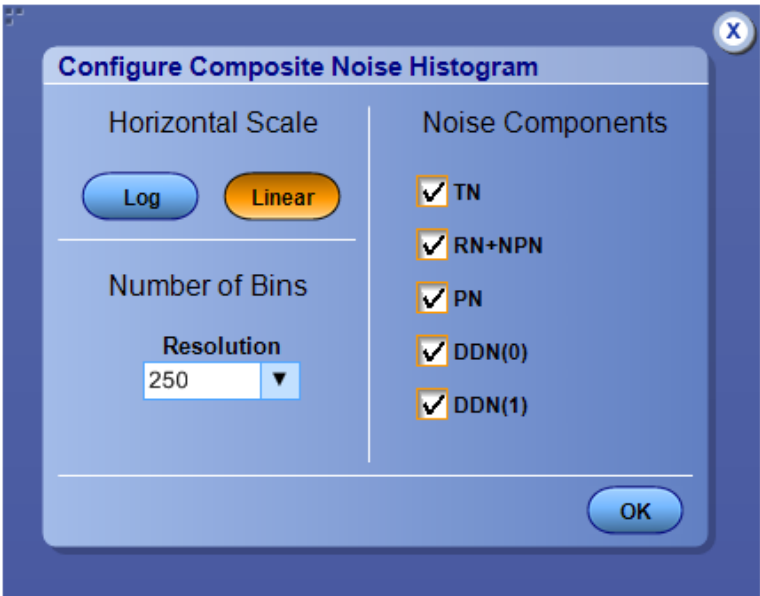 X
Configure Composite Noise Histogram
Horizontal Scale
Log
Linear
Number of Bins
Resolution
250
Noise Components
TN
RN+NPN
PN
DDN(0)
DDN(1)
OK